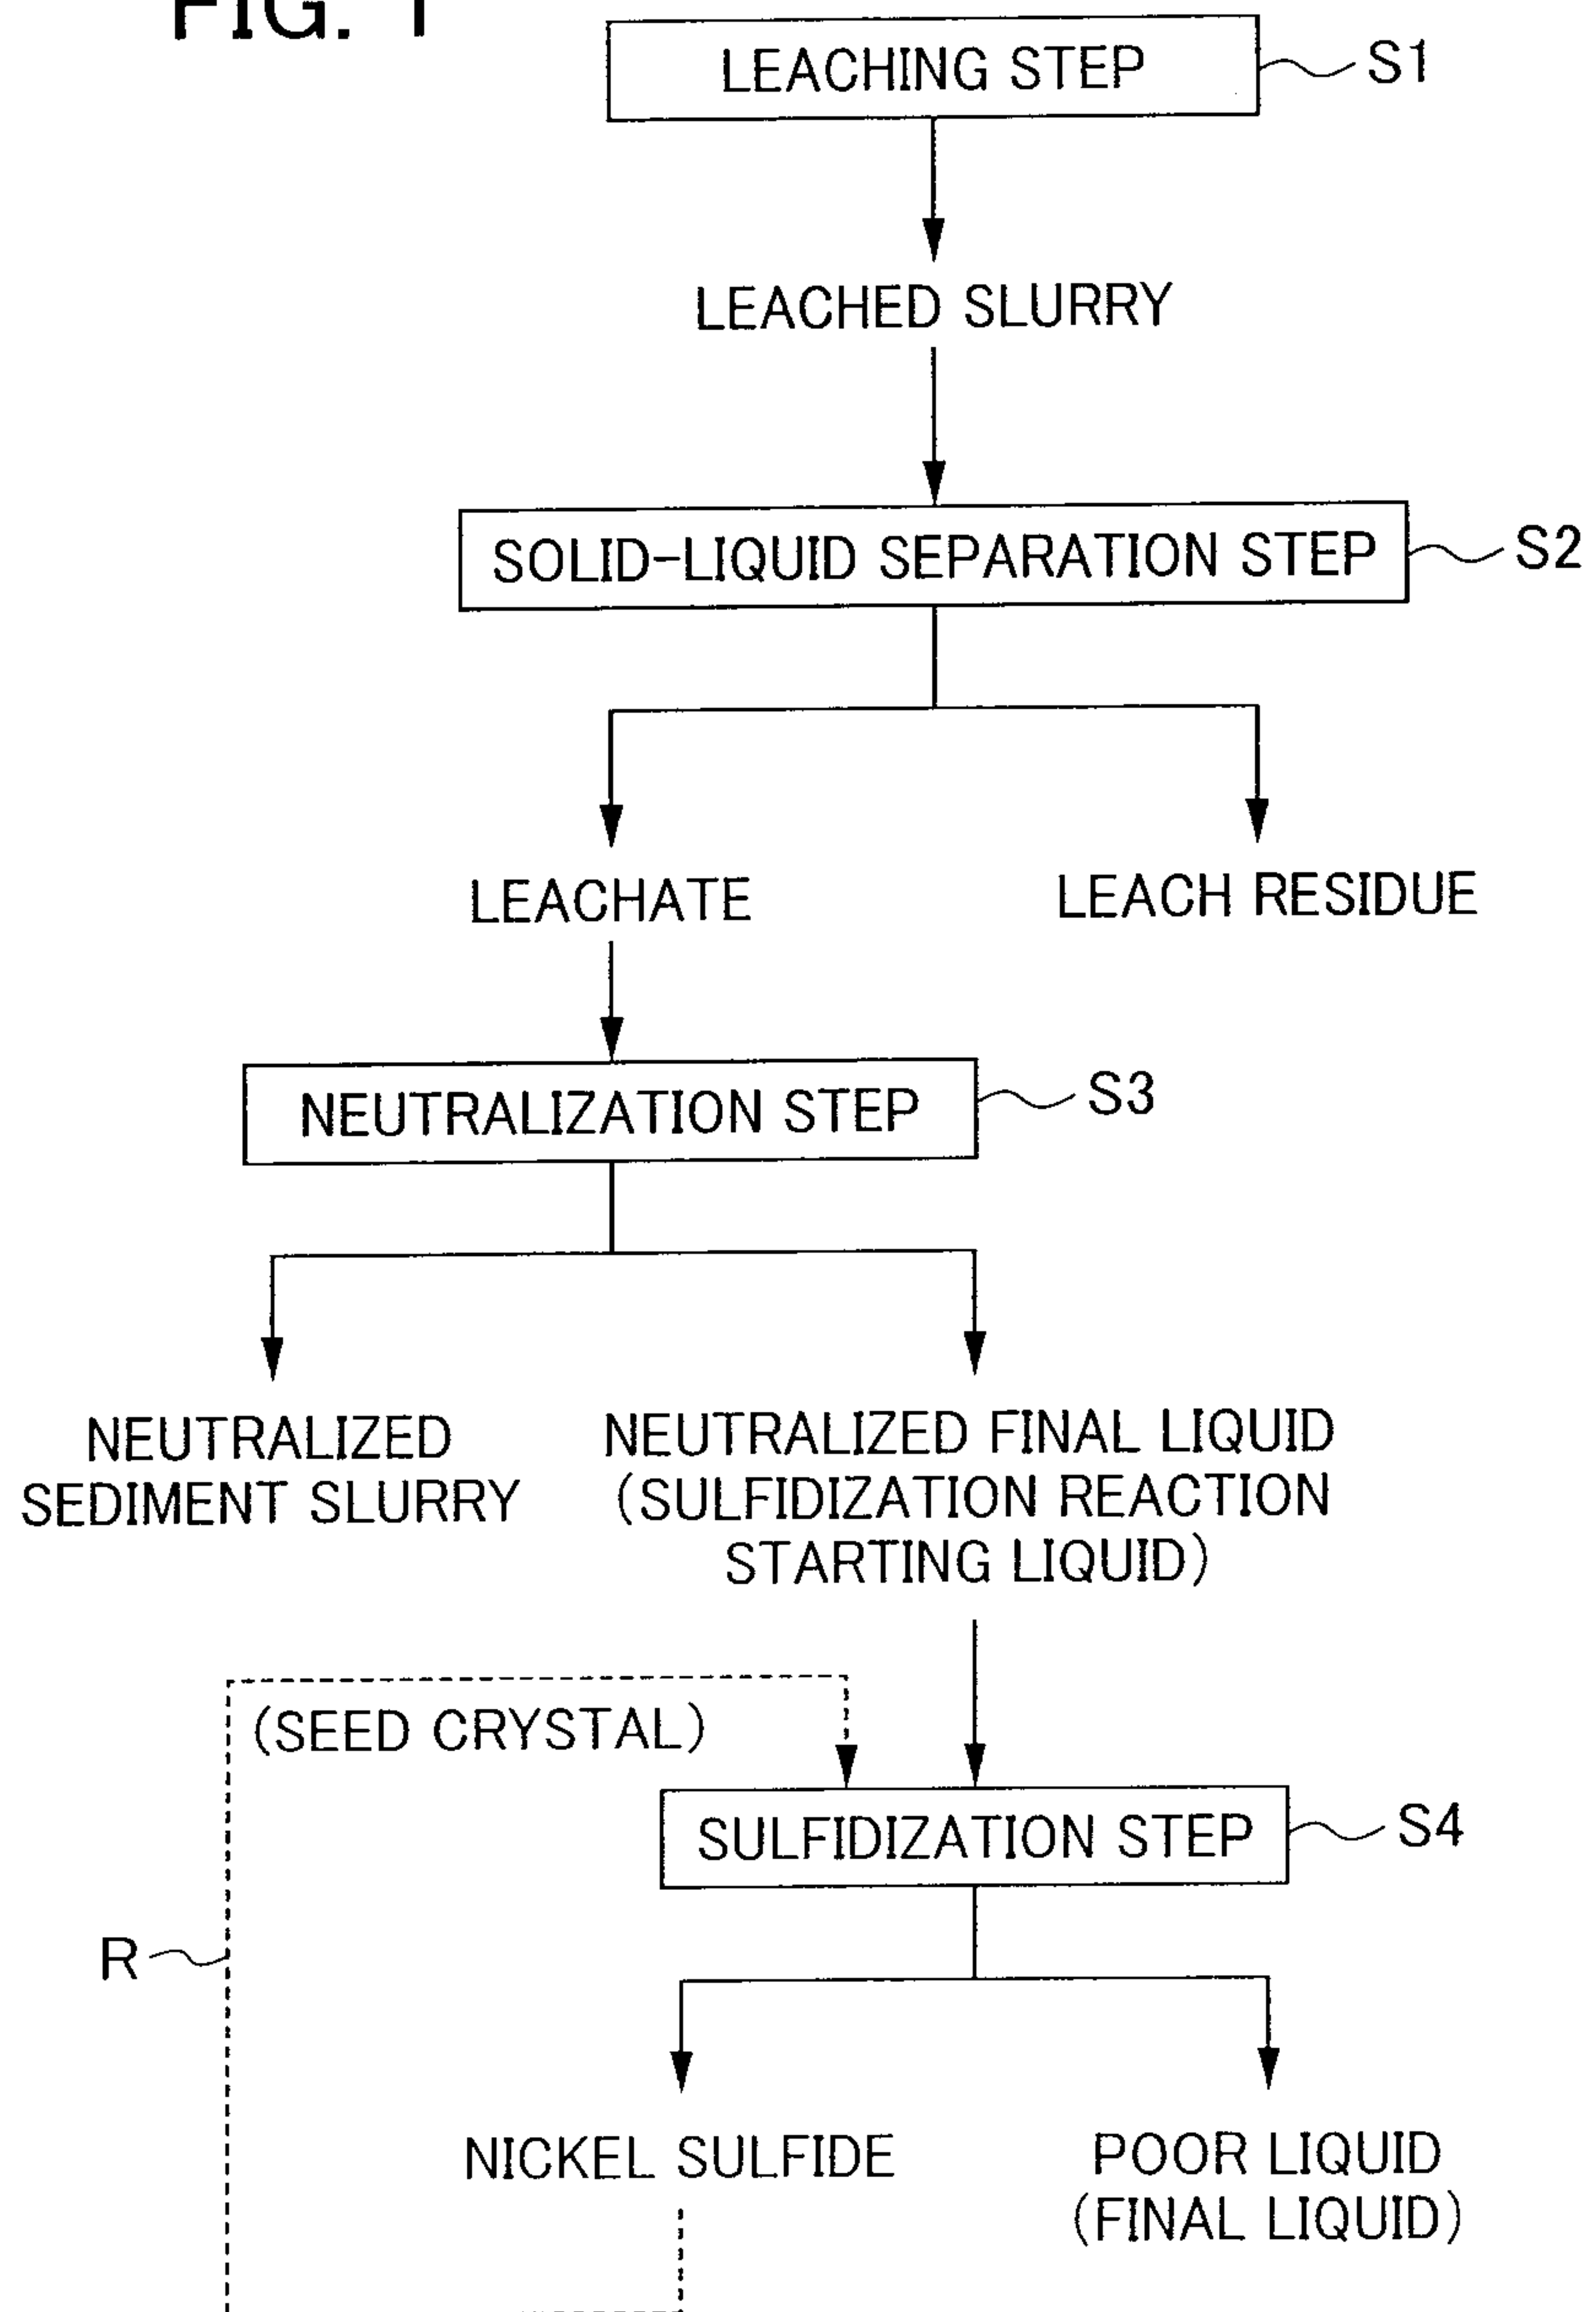 FIG. 1
LEACHING STEP
S1
LEACHED SLURRY
SOLID-LIQUID SEPARATION STEP
S2
LEACHATE
LEACH RESIDUE
NEUTRALIZATION STEP
S3
NEUTRALIZED
SEDIMENT SLURRY
NEUTRALIZED FINAL LIQUID
(SULFIDIZATION REACTION
STARTING LIQUID)
(SEED CRYSTAL)
SULFIDIZATION STEP
S4
R
NICKEL SULFIDE
POOR LIQUID
(FINAL LIQUID)